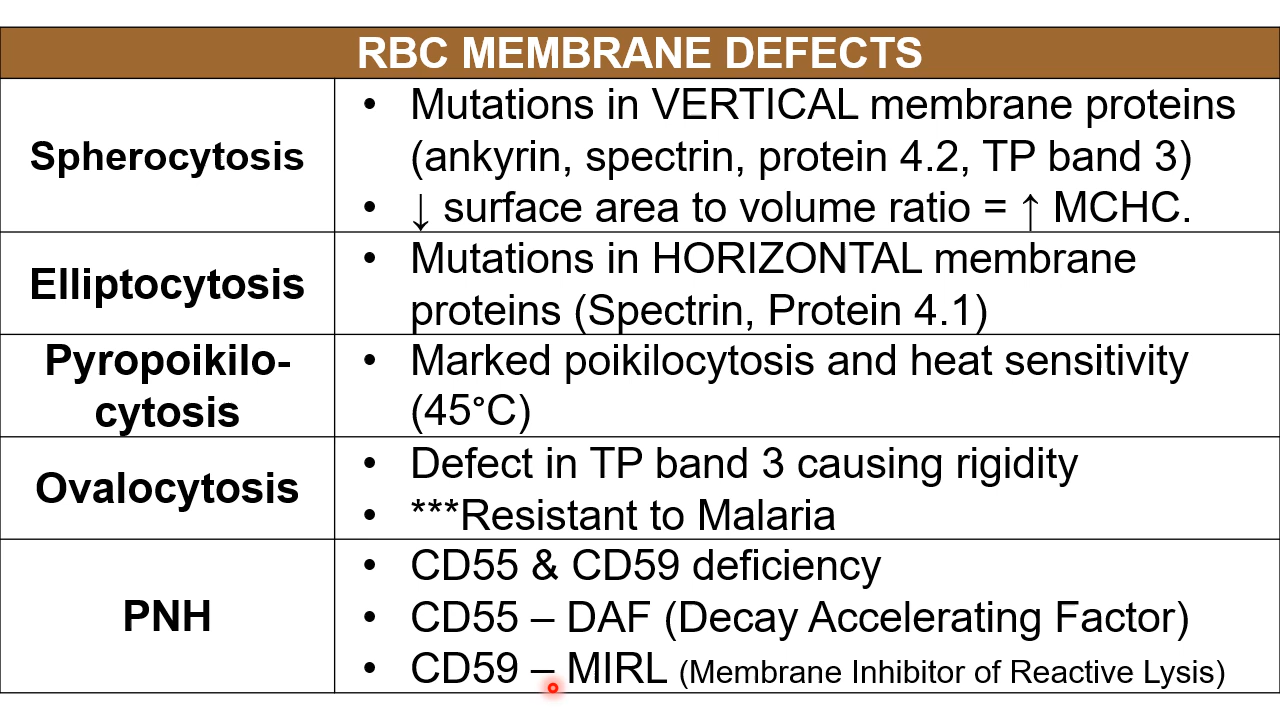 RBC MEMBRANE DEFECTS
Spherocytosis
• Mutations in VERTICAL membrane proteins
(ankyrin, spectrin, protein 4.2, TP band 3)
• ↓ surface area to volume ratio = ↑ MCHC.
Elliptocytosis
• Mutations in HORIZONTAL membrane
proteins (Spectrin, Protein 4.1)
Pyropoikilo-
cytosis
• Marked poikilocytosis and heat sensitivity
(45°C)
Ovalocytosis
• Defect in TP band 3 causing rigidity
• ***Resistant to Malaria
PNH
• CD55 & CD59 deficiency
• CD55 – DAF (Decay Accelerating Factor)
• CD59 – MIRL (Membrane Inhibitor of Reactive Lysis)